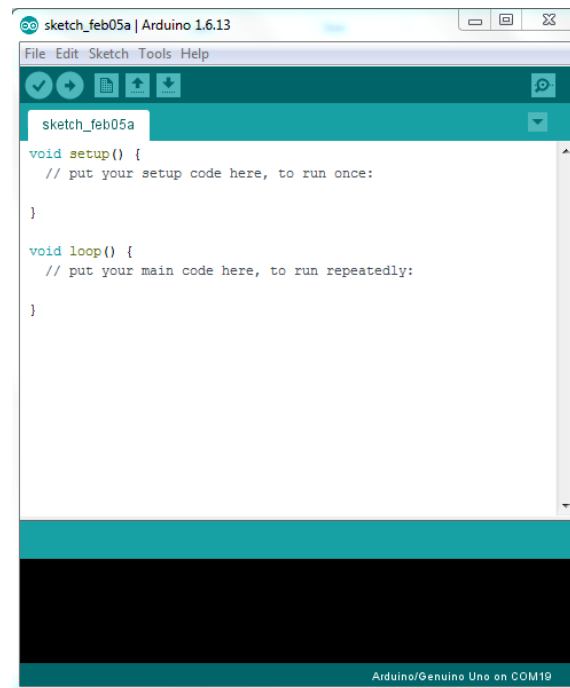 sketch_feb05a | Arduino 1.6.13
File Edit Sketch Tools Help
sketch_feb05a
void setup() {
  // put your setup code here, to run once:
}
void loop() {
  // put your main code here, to run repeatedly:
}
Arduino/Genuino Uno on COM19